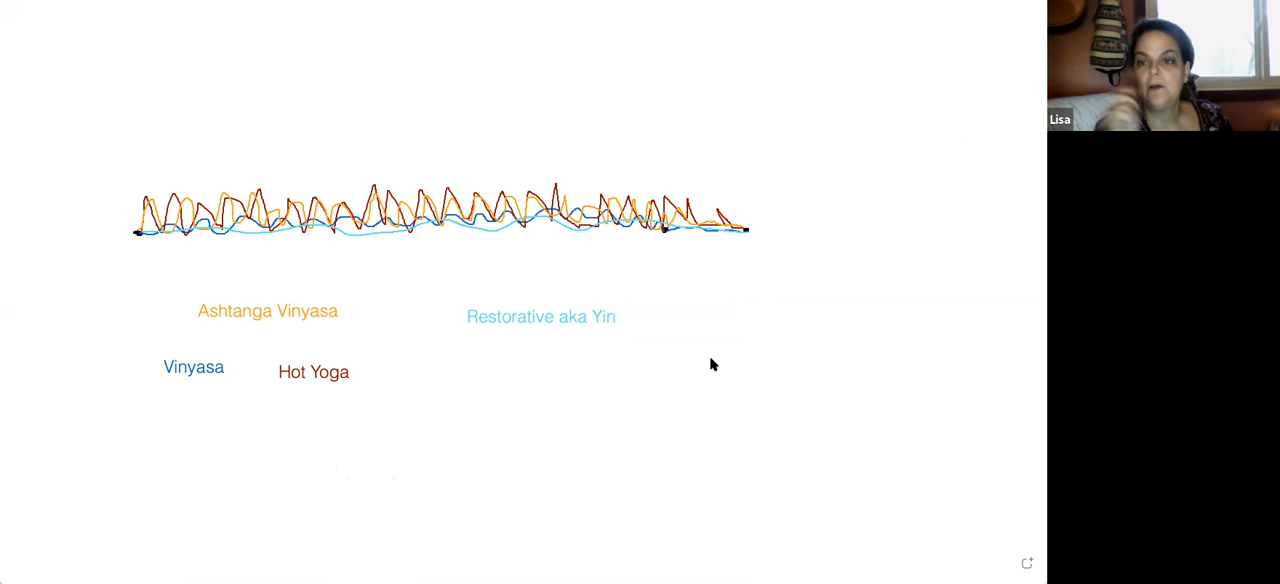 Lisa
Ashtanga Vinyasa
Restorative aka Yin
Vinyasa
Hot Yoga